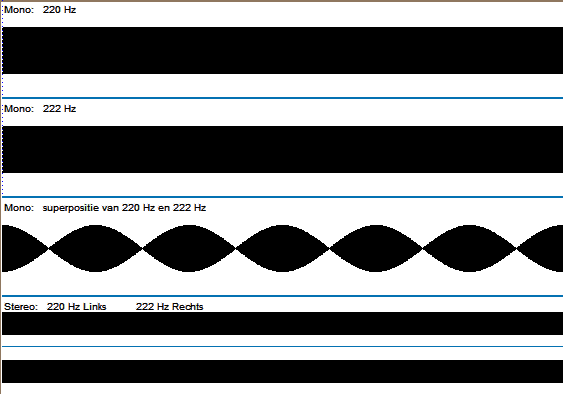 Mono: 220 Hz
Mono: 222 Hz
Mono: superpositie van 220 Hz en 222 Hz
Stereo: 220 Hz Links 222 Hz Rechts